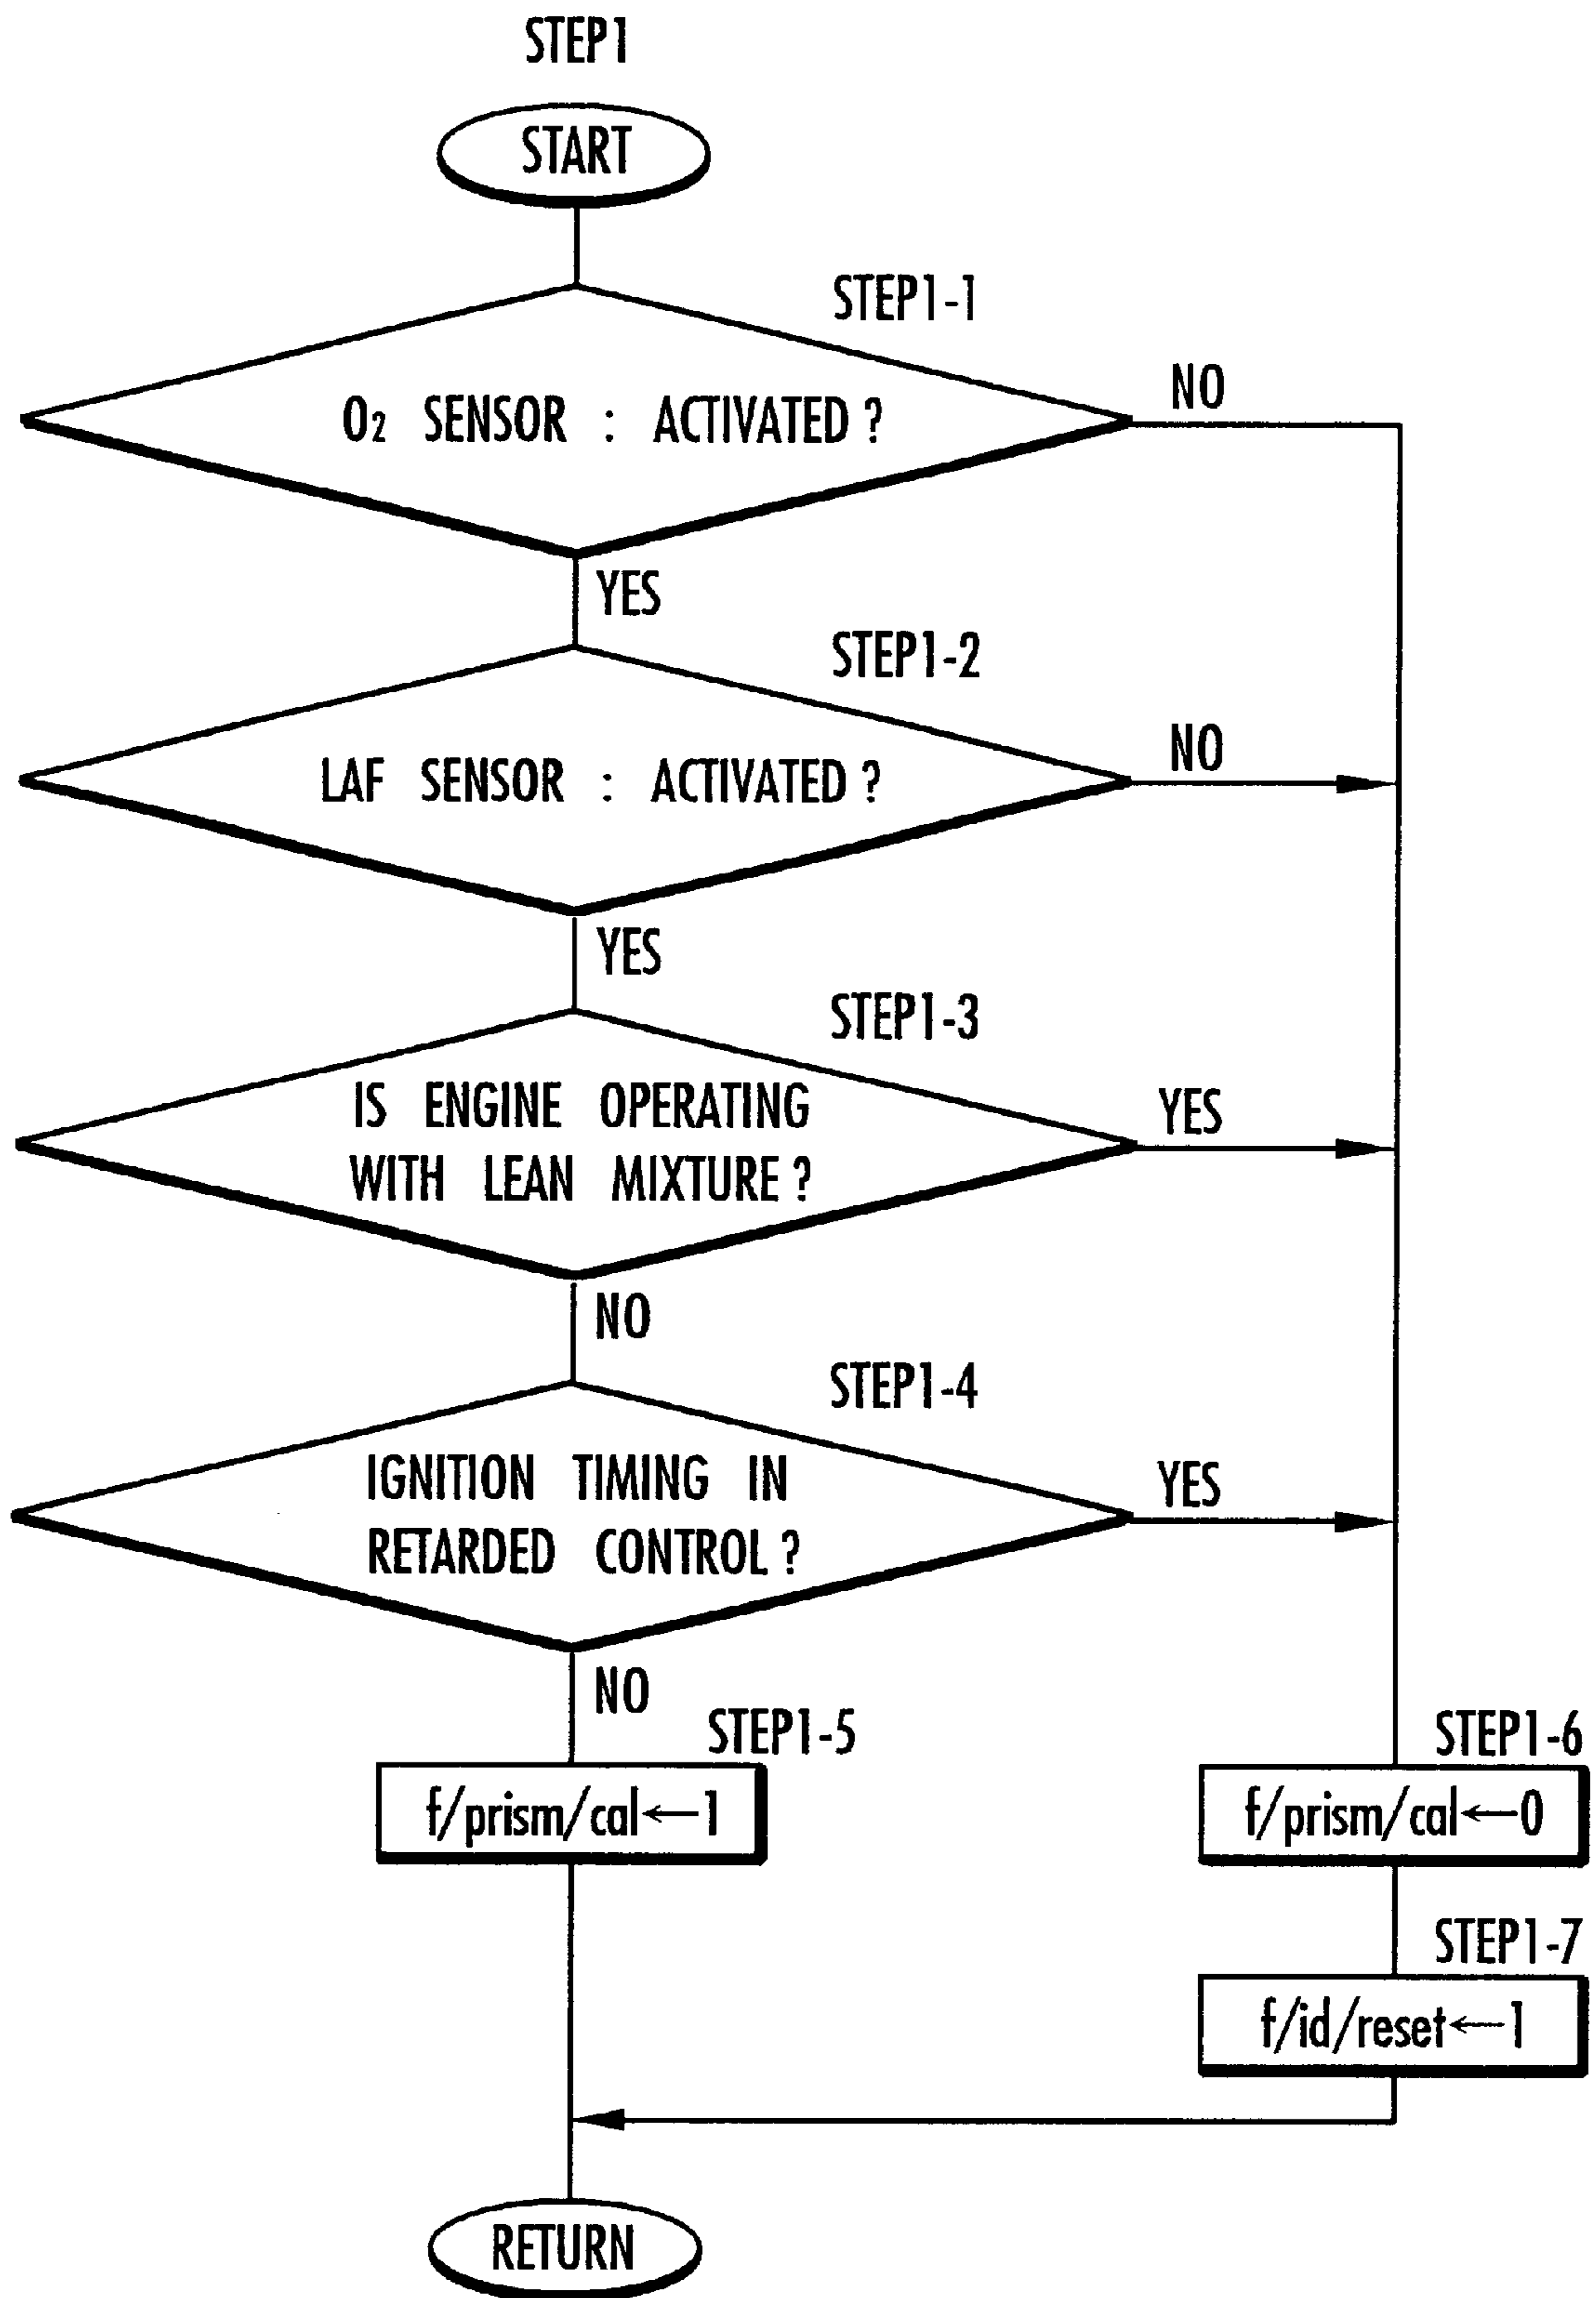 STEP1
START
STEP1-1
O₂ SENSOR : ACTIVATED ?
NO
YES
STEP1-2
LAF SENSOR : ACTIVATED ?
NO
YES
STEP1-3
IS ENGINE OPERATING
WITH LEAN MIXTURE ?
YES
NO
STEP1-4
IGNITION TIMING IN
RETARDED CONTROL ?
YES
NO
STEP1-5
f/prism/cal←1
STEP1-6
f/prism/cal←0
STEP1-7
f/id/reset←1
RETURN